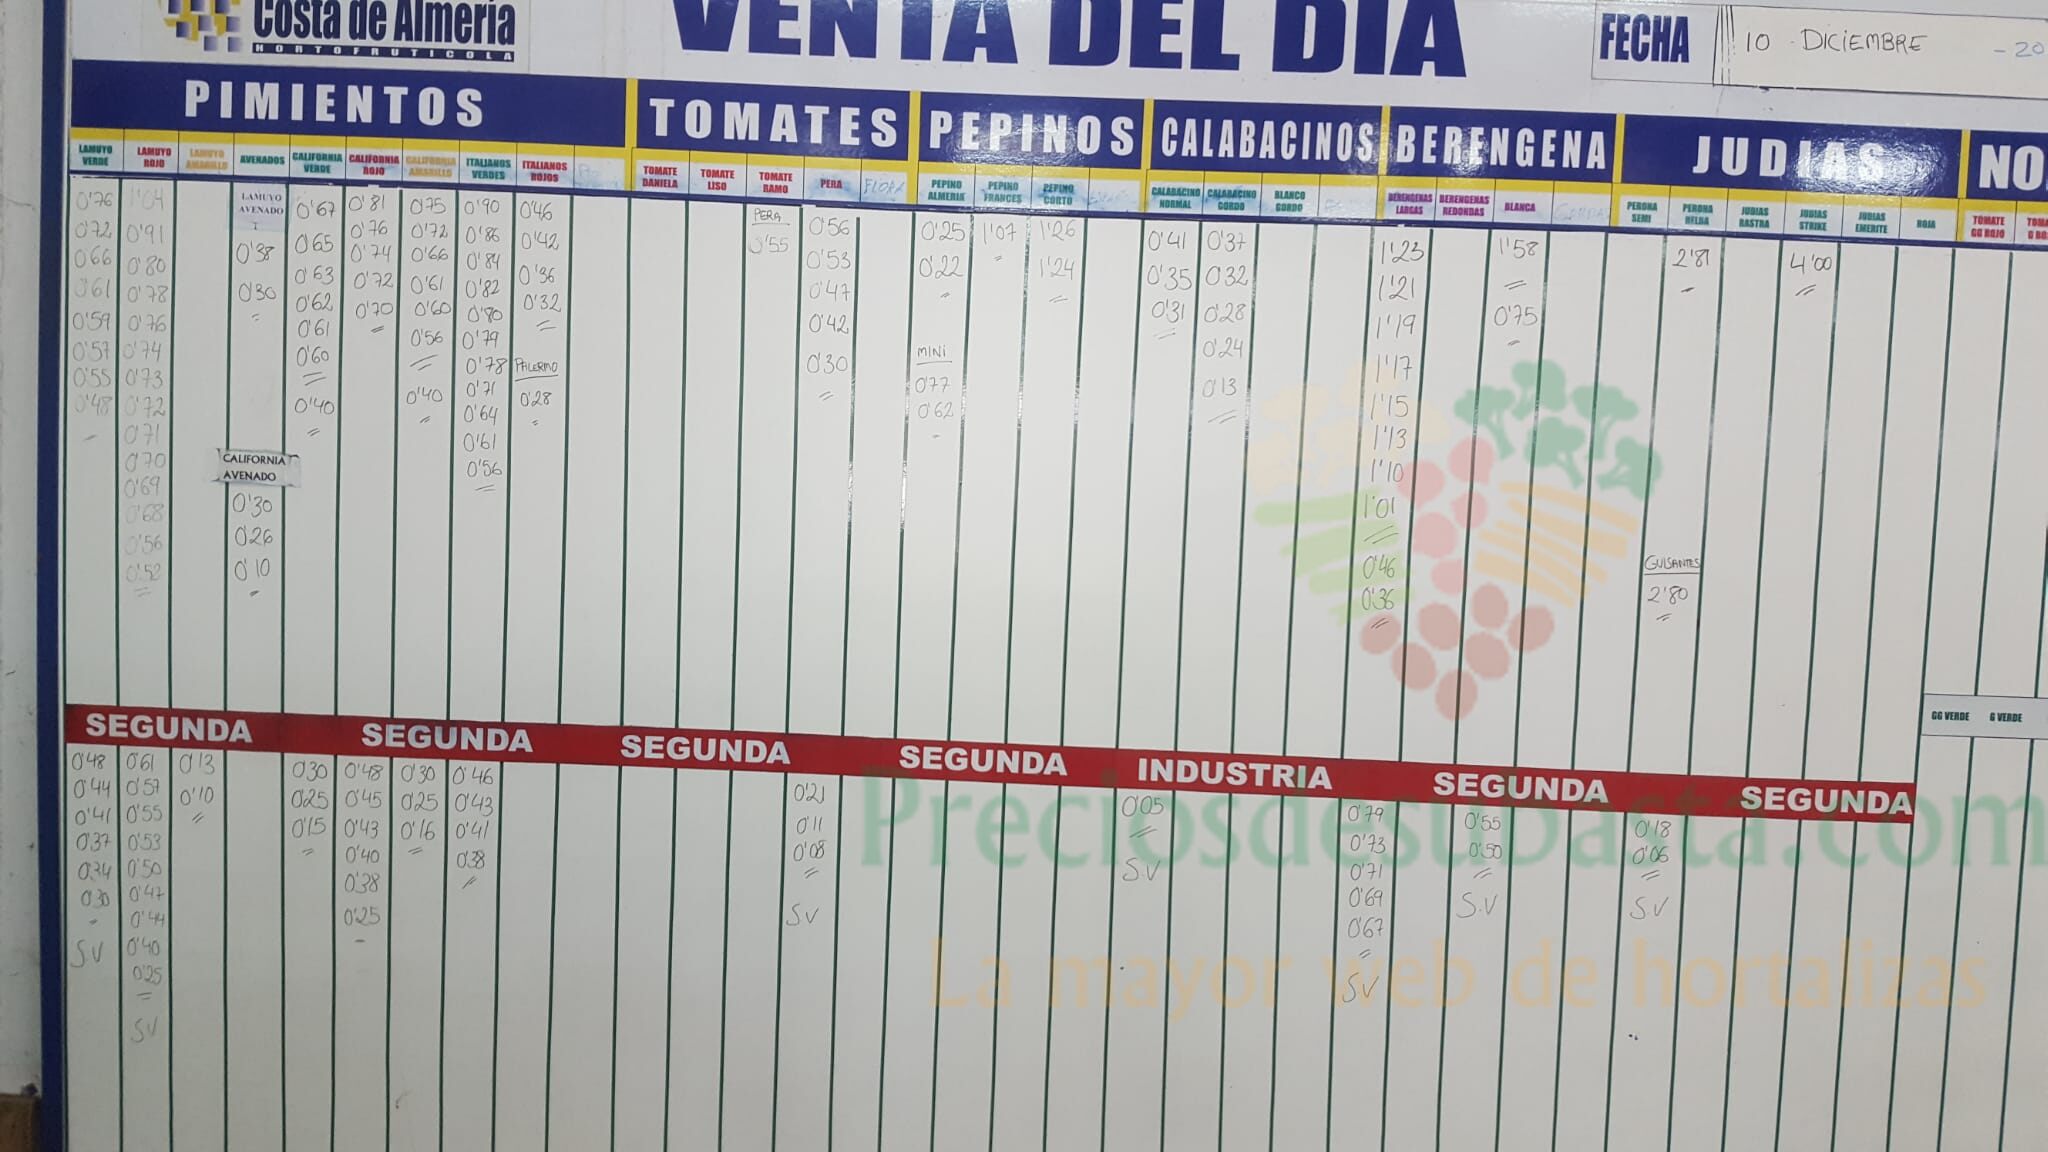 Costa de Almería
HORTOFRUTICOLA
VENTA DEL DIA
FECHA 10 DICIEMBRE - 20
PIMIENTOS TOMATES PEPINOS CALABACINOS BERENGENA JUDIAS NO
LAMUYO VERDE
0'76
0'72
0'66
0'61
0'59
0'57
0'55
0'48
LAMUYO ROJO
1'04
0'91
0'80
0'78
0'76
0'74
0'73
0'72
0'71
0'70
0'69
0'68
0'56
0'52
LAMUYO AMARILLO
AVENADOS
LAMUYO
AVENADO
0'38
0'30
CALIFORNIA
AVENADO
0'30
0'26
0'10
CALIFORNIA VERDE
0'67
0'65
0'63
0'62
0'61
0'60
0'40
CALIFORNIA ROJO
0'81
0'76
0'74
0'72
0'70
CALIFORNIA AMARILLO
0'75
0'72
0'66
0'61
0'60
0'56
0'40
ITALIANOS VERDES
0'90
0'86
0'84
0'82
0'80
0'79
0'78
0'71
0'64
0'61
0'56
ITALIANOS ROJOS
0'46
0'42
0'36
0'32
PALERMO
0'28
TOMATE DANIELA
TOMATE LISO
TOMATE RAMO
PERA
0'55
PERA
0'56
0'53
0'47
0'42
0'30
FLORA
PEPINO ALMERIA
0'25
0'22
MINI
0'77
0'62
PEPINO FRANCES
1'07
PEPINO CORTO
1'26
1'24
CALABACINO NORMAL
0'41
0'35
0'31
CALABACINO GORDO
0'37
0'32
0'28
0'24
0'13
BLANCO GORDO
BERENGENAS LARGAS
1'23
1'21
1'19
1'17
1'15
1'13
1'10
1'01
0'46
0'36
BERENGENAS REDONDAS
BLANCA
1'58
0'75
PERONA SEMI
GUISANTES
2'80
PERONA HELDA
2'81
JUDIAS RASTRA
JUDIAS STRIKE
4'00
JUDIAS EMERITE
ROJA
TOMATE GG ROJO
GG VERDE G VERDE
SEGUNDA SEGUNDA SEGUNDA SEGUNDA INDUSTRIA SEGUNDA SEGUNDA
0'48
0'44
0'41
0'37
0'34
0'30
S.V
0'61
0'57
0'55
0'53
0'50
0'47
0'44
0'40
0'25
SV
0'13
0'10
0'30
0'25
0'15
0'48
0'45
0'43
0'40
0'38
0'25
0'30
0'25
0'16
0'46
0'43
0'41
0'38
0'21
0'11
0'08
S.V
0'05
S.V
0'79
0'73
0'71
0'69
0'67
SV
0'55
0'50
S.V
0'18
0'06
S.V
Preciosdesubasta.com
La mayor web de hortalizas